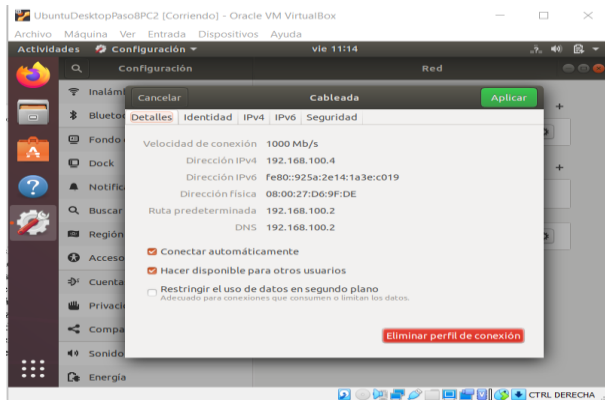 UbuntuDesktopPaso8PC2 [Corriendo] - Oracle VM VirtualBox
Archivo Máquina Ver Entrada Dispositivos Ayuda
Actividades Configuración vie 11:14
Configuración Red
Inalám
Cancelar Cableada Aplicar
Blueto
Detalles Identidad IPv4 IPv6 Seguridad
Fondo
Velocidad de conexión 1000 Mb/s
Dirección IPv4 192.168.100.4
Dock
Dirección IPv6 fe80::925a:2e14:1a3e:c019
Notific
Dirección física 08:00:27:D6:9F:DE
Buscar
Ruta predeterminada 192.168.100.2
Región
DNS 192.168.100.2
Acceso
Conectar automáticamente
Hacer disponible para otros usuarios
Cuenta
Restringir el uso de datos en segundo plano
Adecuado para conexiones que consumen o limitan los datos.
Privaci
Compa
Eliminar perfil de conexión
Sonido
Energía
CTRL DERECHA